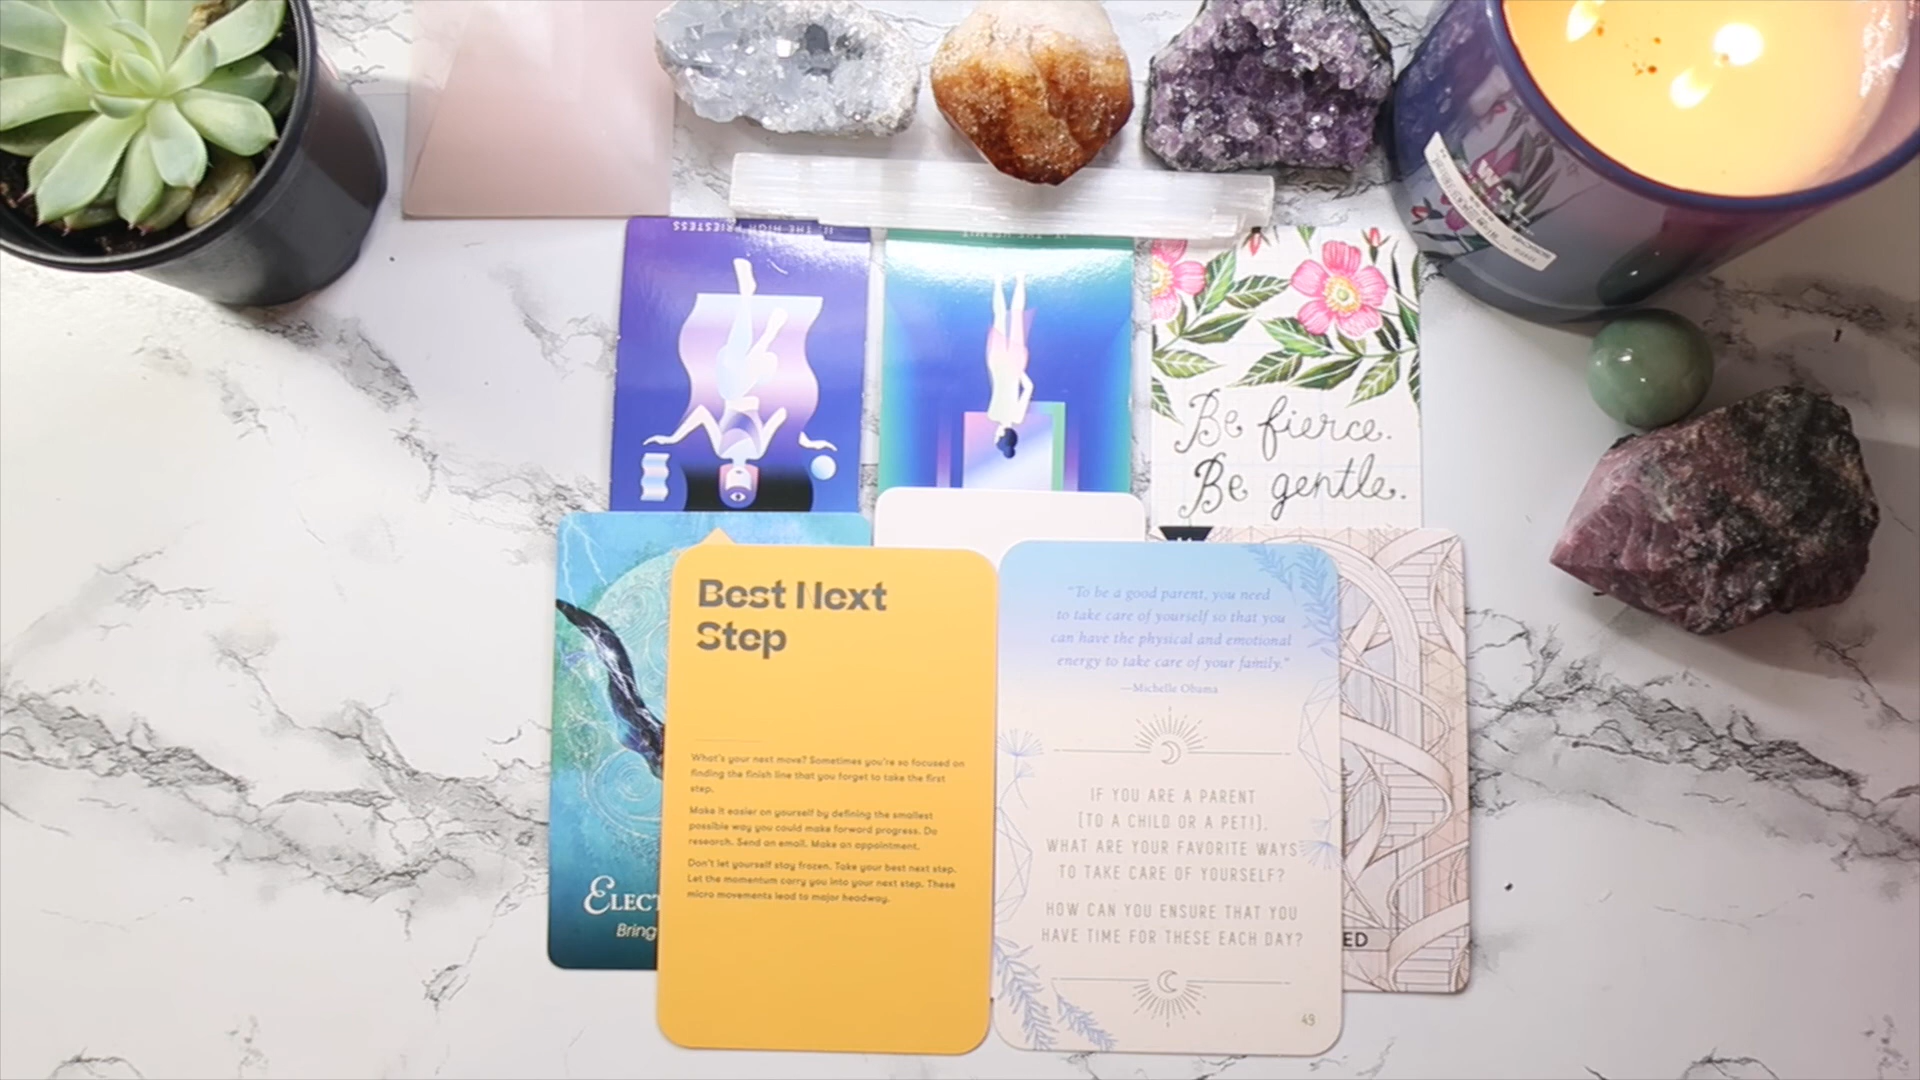 II. THE HIGH PRIESTESS
Be fierce.
Be gentle.
Best Next
Step
What's your next move? Sometimes you're so focused on
finding the finish line that you forget to take the first
step.
Make it easier on yourself by defining the smallest
possible way you could make forward progress. Do
research. Send an email. Make an appointment.
Don't let yourself stay frozen. Take your best next step.
Let the momentum carry you into your next step. These
micro movements lead to major headway.
"To be a good parent, you need
to take care of yourself so that you
can have the physical and emotional
energy to take care of your family."
—Michelle Obama
IF YOU ARE A PARENT
[TO A CHILD OR A PET!],
WHAT ARE YOUR FAVORITE WAYS
TO TAKE CARE OF YOURSELF?
HOW CAN YOU ENSURE THAT YOU
HAVE TIME FOR THESE EACH DAY?
49
ELECT
Bring
ED